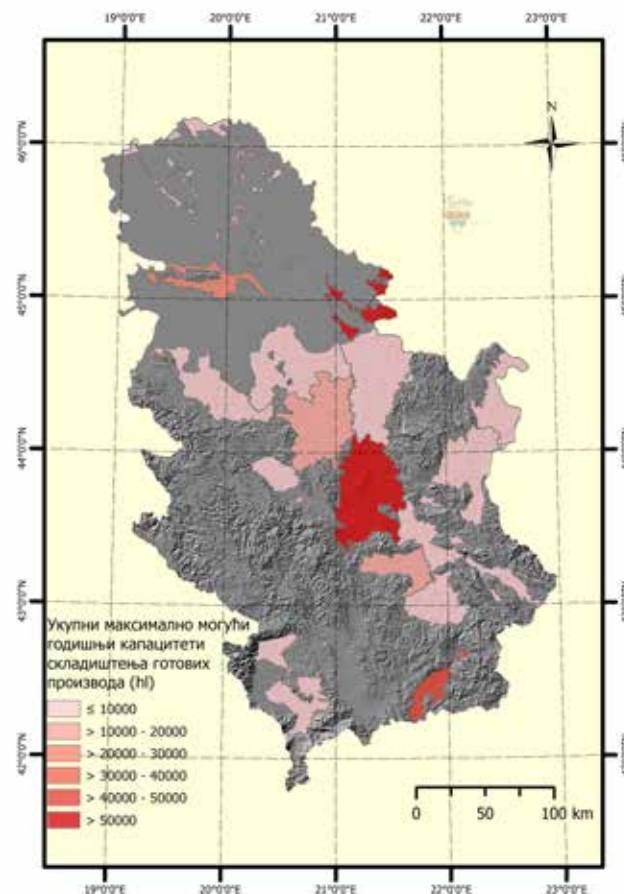 19°0'0"E 20°0'0"E 21°0'0"E 22°0'0"E 23°0'0"E
N
46°0'0"N
45°0'0"N
44°0'0"N
43°0'0"N
42°0'0"N
Укупни максимално могући
годишњи капацитети
складиштења готових
производа (hl)
≤ 10000
> 10000 - 20000
> 20000 - 30000
> 30000 - 40000
> 40000 - 50000
> 50000
0 50 100 km
19°0'0"E 20°0'0"E 21°0'0"E 22°0'0"E 23°0'0"E